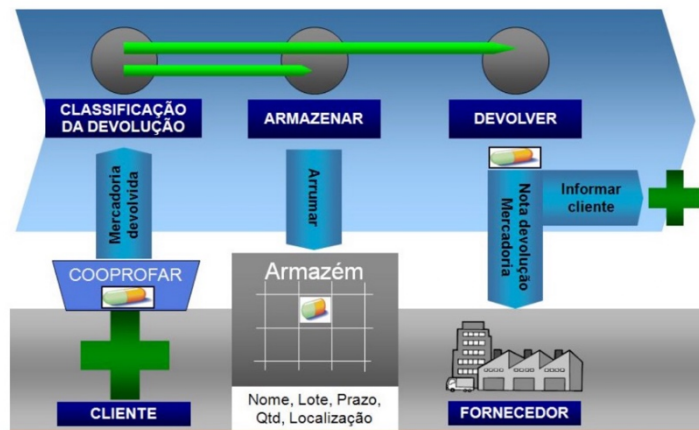 CLASSIFICAÇÃO
DA DEVOLUÇÃO
ARMAZENAR
DEVOLVER
Mercadoria
devolvida
Arrumar
Nota devolução
Mercadoria
Informar
cliente
COOPROFAR
Armazém
CLIENTE
Nome, Lote, Prazo,
Qtd, Localização
FORNECEDOR